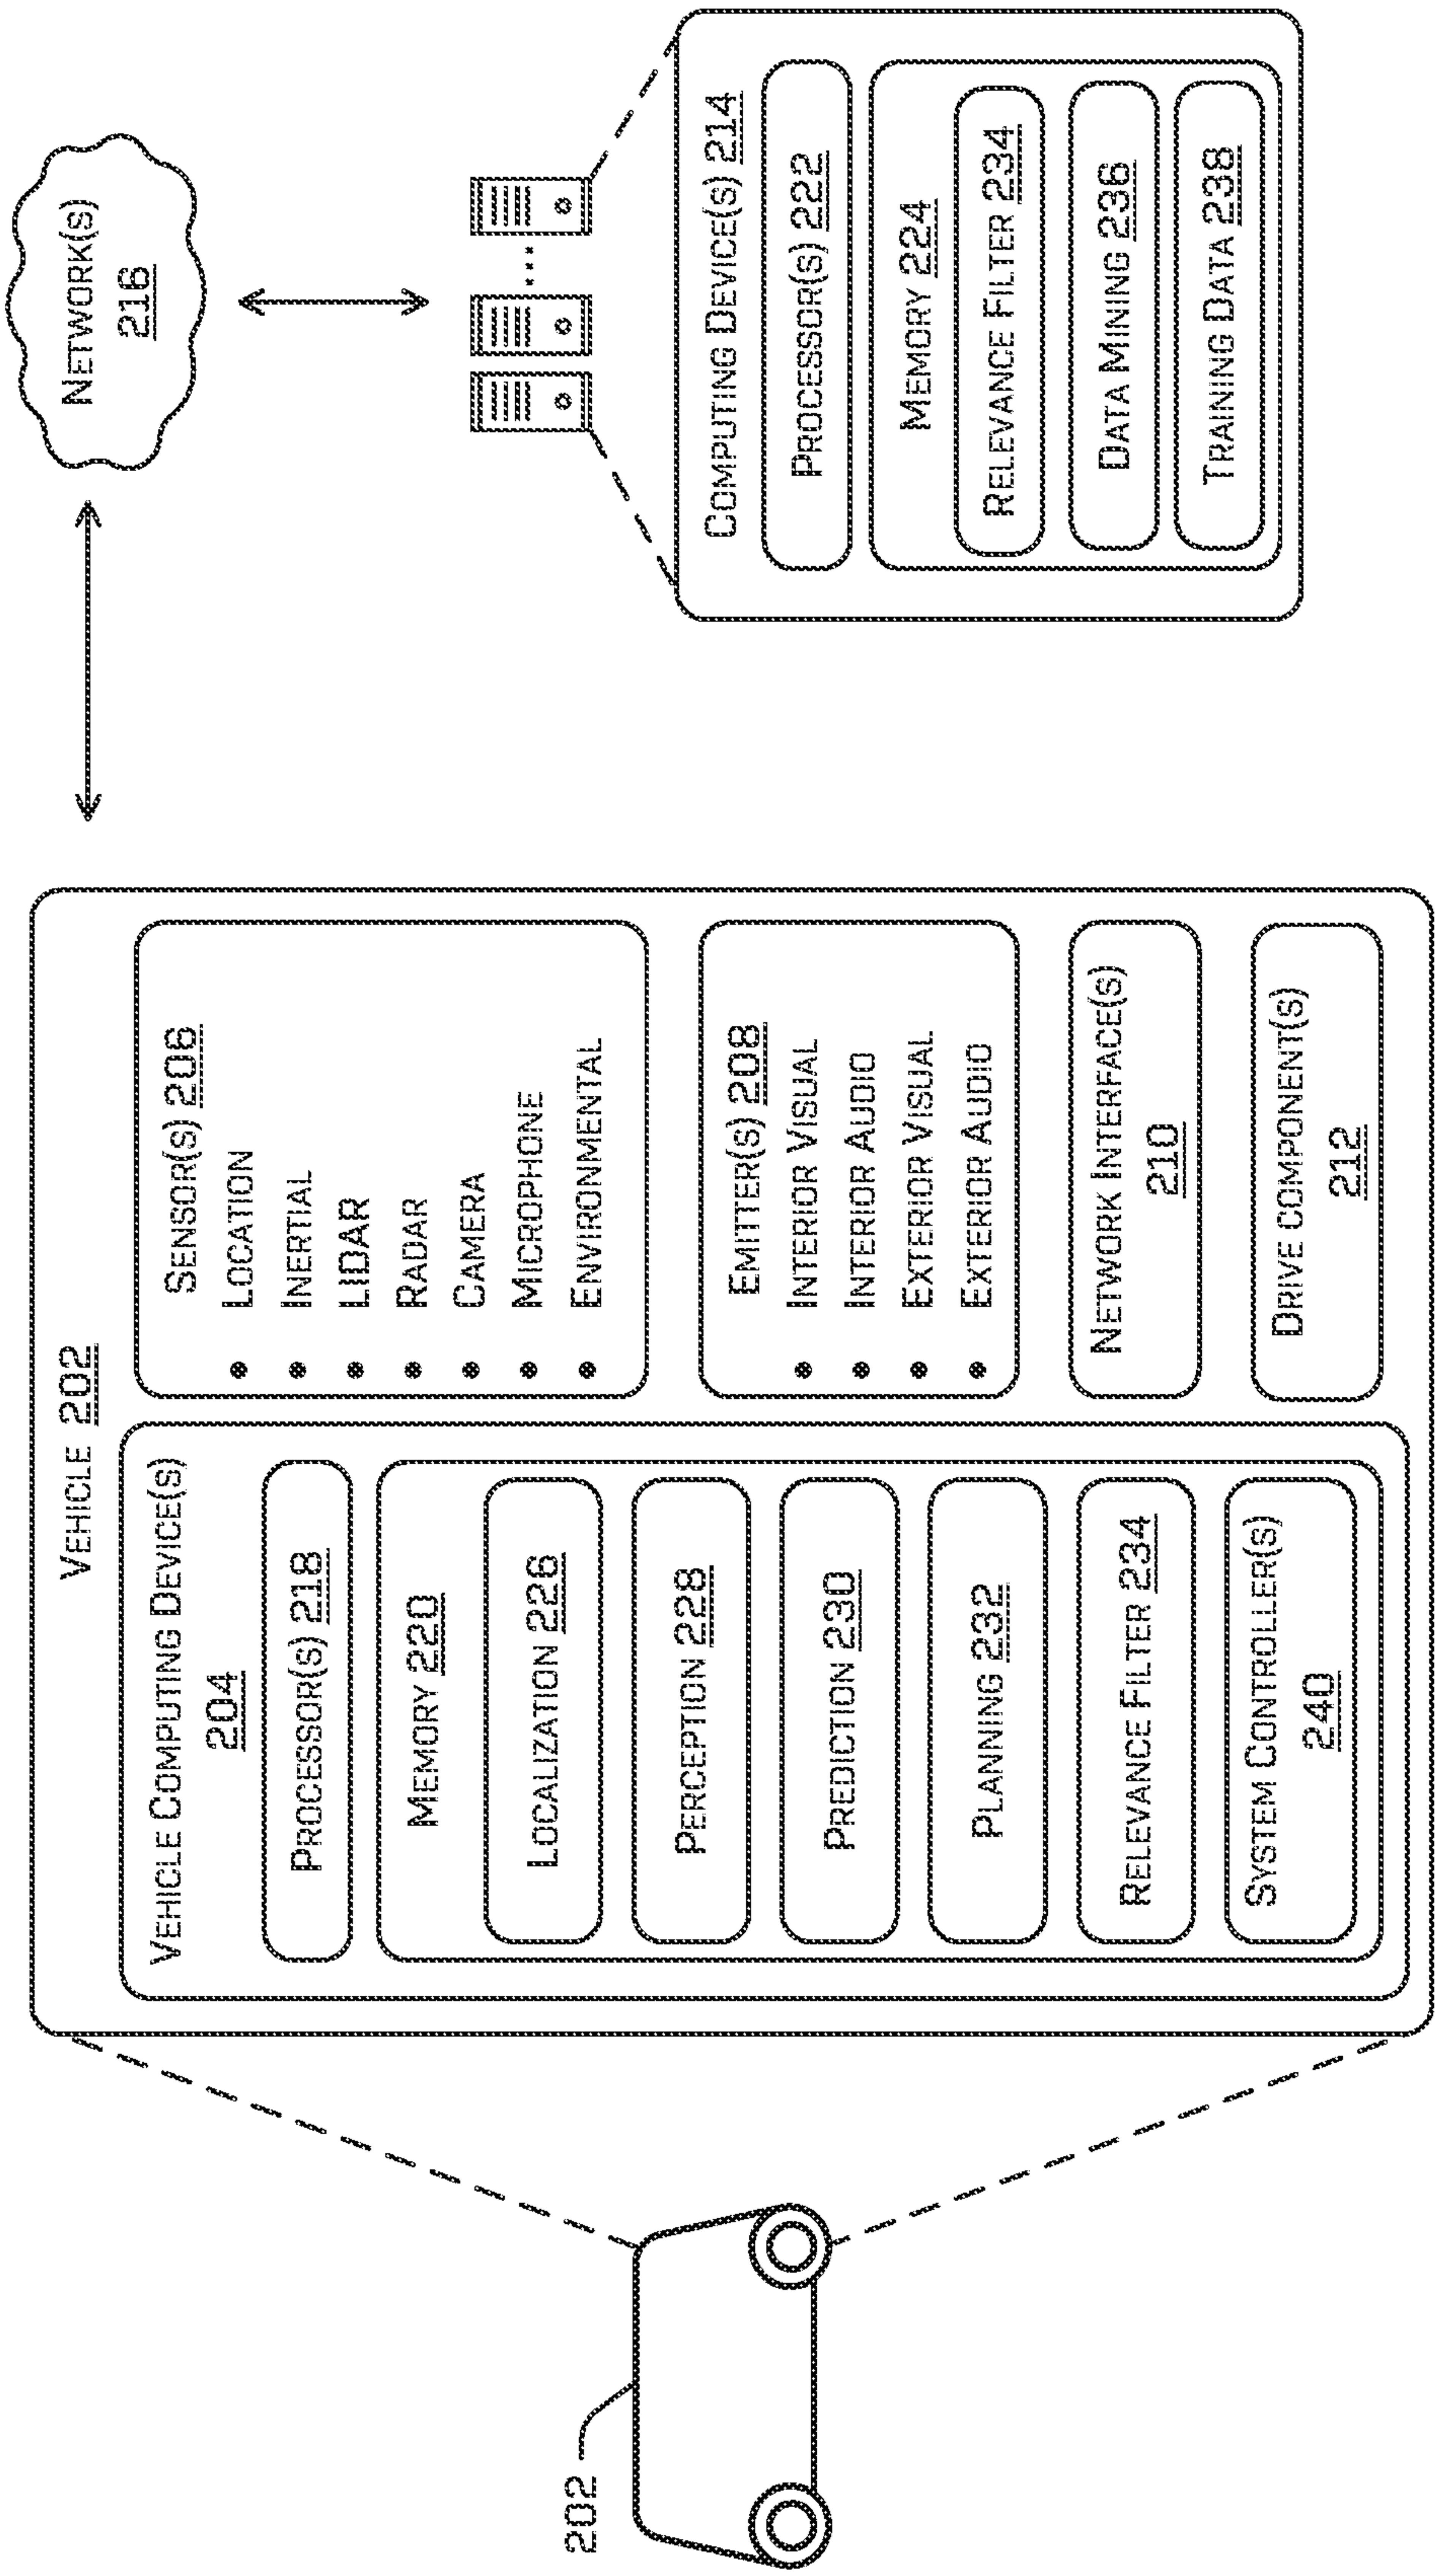 202
VEHICLE 202
VEHICLE COMPUTING DEVICE(S)
204
PROCESSOR(S) 218
MEMORY 220
LOCALIZATION 226
PERCEPTION 228
PREDICTION 230
PLANNING 232
RELEVANCE FILTER 234
SYSTEM CONTROLLER(S)
240
SENSOR(S) 206
• LOCATION
• INERTIAL
• LIDAR
• RADAR
• CAMERA
• MICROPHONE
• ENVIRONMENTAL
EMITTER(S) 208
• INTERIOR VISUAL
• INTERIOR AUDIO
• EXTERIOR VISUAL
• EXTERIOR AUDIO
NETWORK INTERFACE(S)
210
DRIVE COMPONENT(S)
212
NETWORK(S)
216
COMPUTING DEVICE(S) 214
PROCESSOR(S) 222
MEMORY 224
RELEVANCE FILTER 234
DATA MINING 236
TRAINING DATA 238